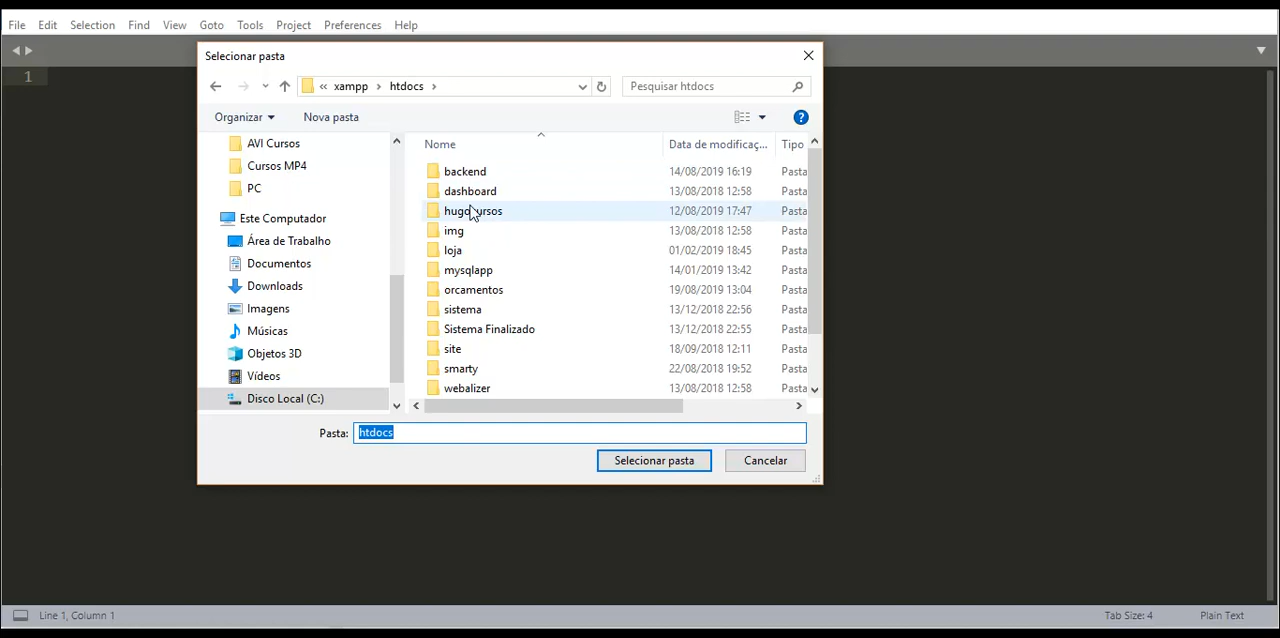 File Edit Selection Find View Goto Tools Project Preferences Help
Selecionar pasta
« xampp › htdocs ›
Pesquisar htdocs
Organizar Nova pasta
AVI Cursos
Cursos MP4
PC
Este Computador
Área de Trabalho
Documentos
Downloads
Imagens
Músicas
Objetos 3D
Vídeos
Disco Local (C:)
Nome Data de modificaç... Tipo
backend 14/08/2019 16:19 Pasta
dashboard 13/08/2018 12:58 Pasta
hugocursos 12/08/2019 17:47 Pasta
img 13/08/2018 12:58 Pasta
loja 01/02/2019 18:45 Pasta
mysqlapp 14/01/2019 13:42 Pasta
orcamentos 19/08/2019 13:04 Pasta
sistema 13/12/2018 22:56 Pasta
Sistema Finalizado 13/12/2018 22:55 Pasta
site 18/09/2018 12:11 Pasta
smarty 22/08/2018 19:52 Pasta
webalizer 13/08/2018 12:58 Pasta
Pasta: htdocs
Selecionar pasta Cancelar
1
Line 1, Column 1 Tab Size: 4 Plain Text